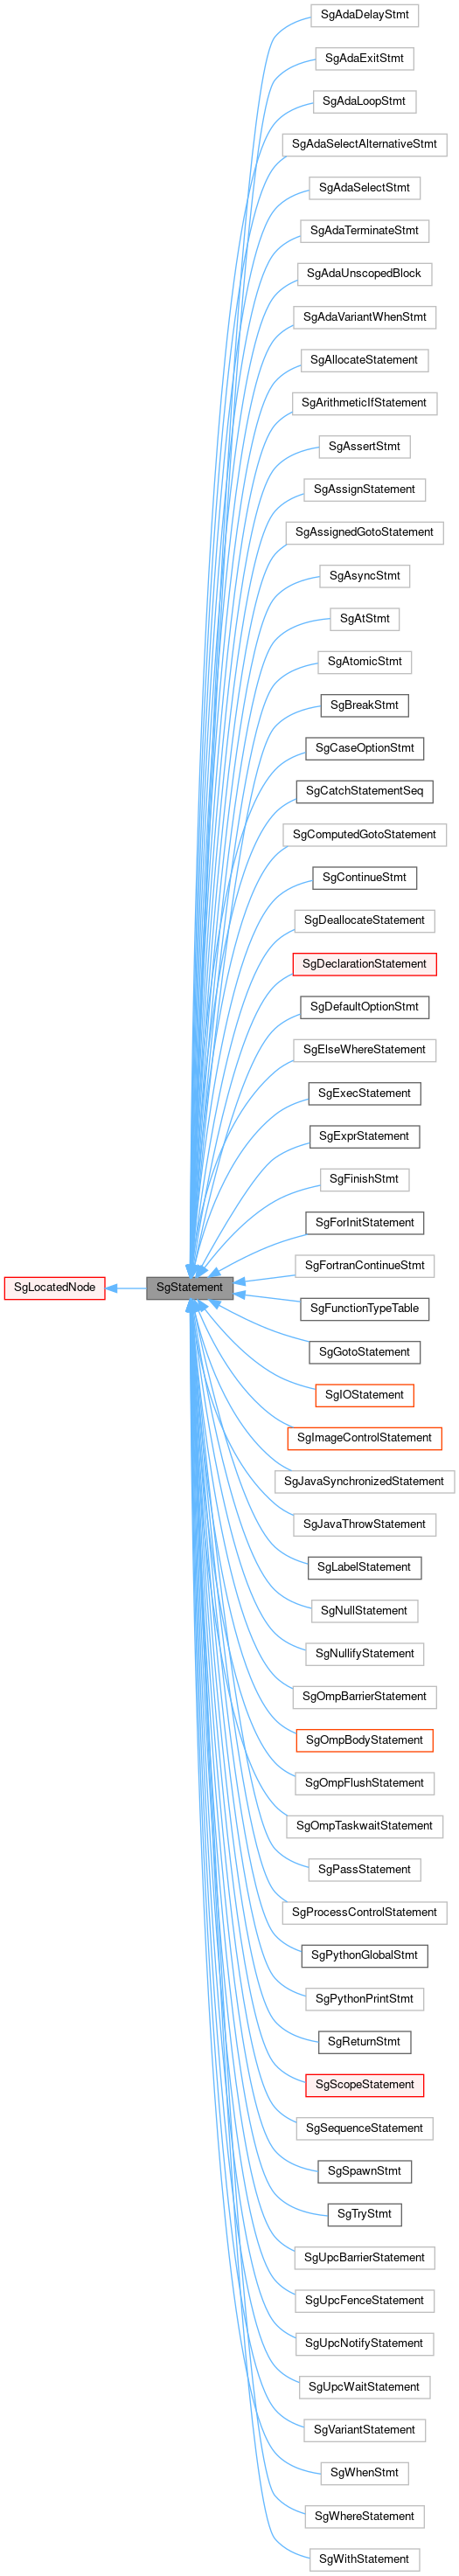 SgAdaDelayStmt
SgAdaExitStmt
SgAdaLoopStmt
SgAdaSelectAlternativeStmt
SgAdaSelectStmt
SgAdaTerminateStmt
SgAdaUnscopedBlock
SgAdaVariantWhenStmt
SgAllocateStatement
SgArithmeticIfStatement
SgAssertStmt
SgAssignStatement
SgAssignedGotoStatement
SgAsyncStmt
SgAtStmt
SgAtomicStmt
SgBreakStmt
SgCaseOptionStmt
SgCatchStatementSeq
SgComputedGotoStatement
SgContinueStmt
SgDeallocateStatement
SgDeclarationStatement
SgDefaultOptionStmt
SgElseWhereStatement
SgExecStatement
SgExprStatement
SgFinishStmt
SgForInitStatement
SgFortranContinueStmt
SgLocatedNode
SgStatement
SgFunctionTypeTable
SgGotoStatement
SgIOStatement
SgImageControlStatement
SgJavaSynchronizedStatement
SgJavaThrowStatement
SgLabelStatement
SgNullStatement
SgNullifyStatement
SgOmpBarrierStatement
SgOmpBodyStatement
SgOmpFlushStatement
SgOmpTaskwaitStatement
SgPassStatement
SgProcessControlStatement
SgPythonGlobalStmt
SgPythonPrintStmt
SgReturnStmt
SgScopeStatement
SgSequenceStatement
SgSpawnStmt
SgTryStmt
SgUpcBarrierStatement
SgUpcFenceStatement
SgUpcNotifyStatement
SgUpcWaitStatement
SgVariantStatement
SgWhenStmt
SgWhereStatement
SgWithStatement